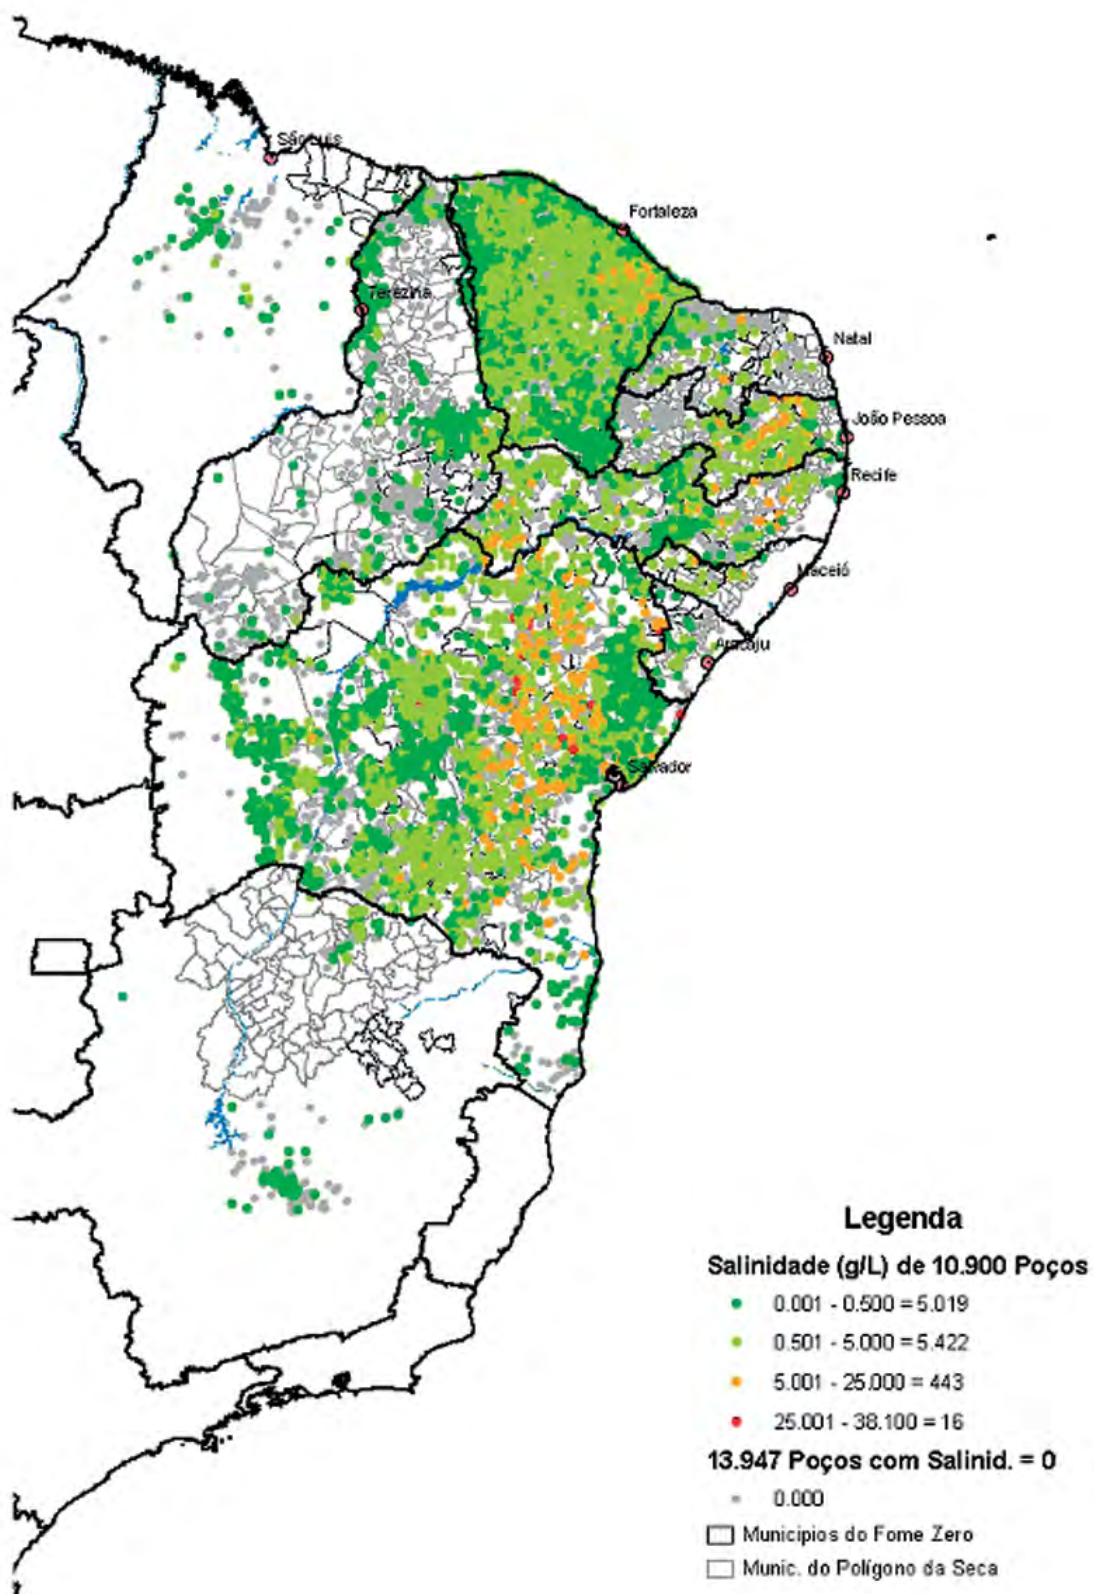 São Luis
Fortaleza
Terezina
Natal
João Pessoa
Recife
Maceió
Aracaju
Salvador
Legenda
Salinidade (g/L) de 10.900 Poços
0.001 - 0.500 = 5.019
0.501 - 5.000 = 5.422
5.001 - 25.000 = 443
25.001 - 38.100 = 16
13.947 Poços com Salinid. = 0
0.000
Municipios do Fome Zero
Munic. do Polígono da Seca